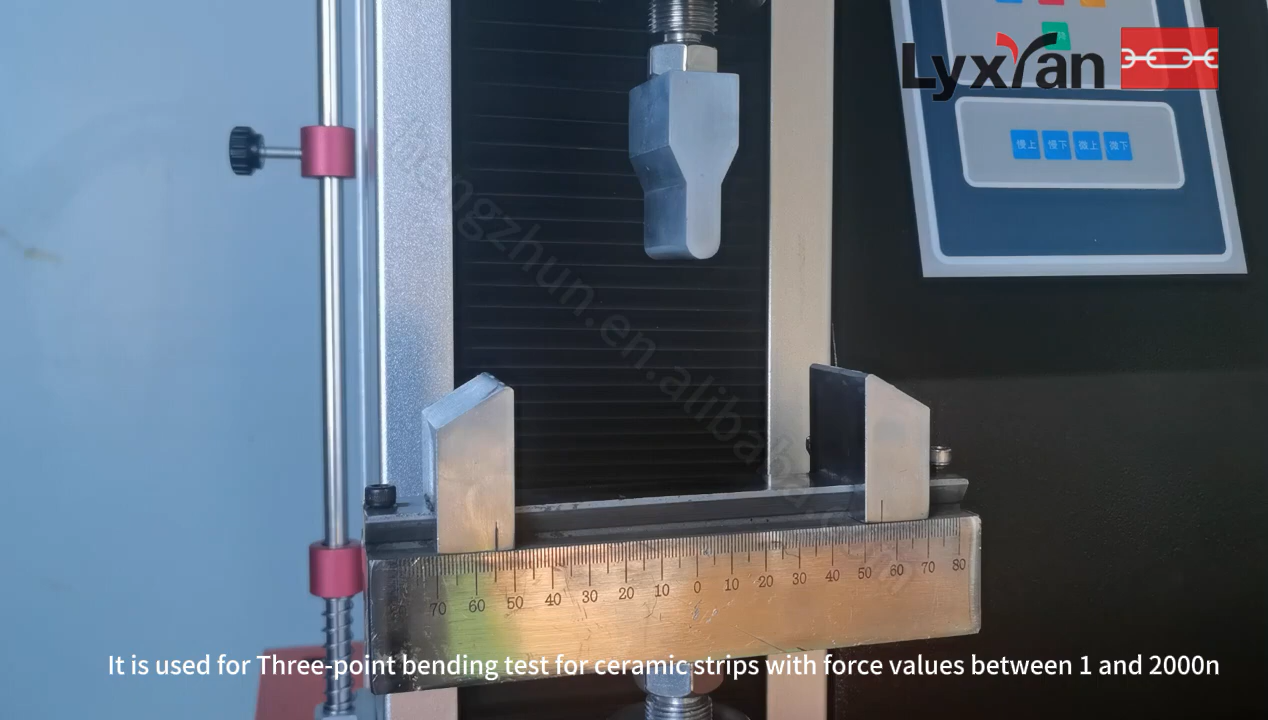 Lyxran
慢上 慢下 微上 微下
70 60 50 40 30 20 10 0 10 20 30 40 50 60 70 80
It is used for Three-point bending test for ceramic strips with force values between 1 and 2000n